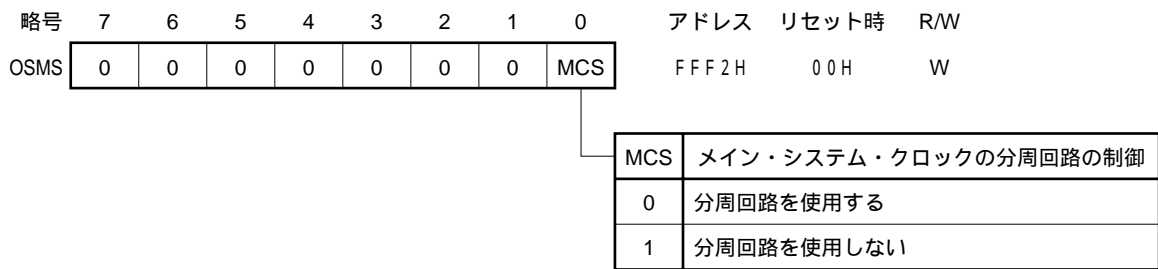 略号 7 6 5 4 3 2 1 0 アドレス リセット時 R/W
OSMS 0 0 0 0 0 0 0 MCS FFF2H 00H W
MCS メイン・システム・クロックの分周回路の制御
0 分周回路を使用する
1 分周回路を使用しない